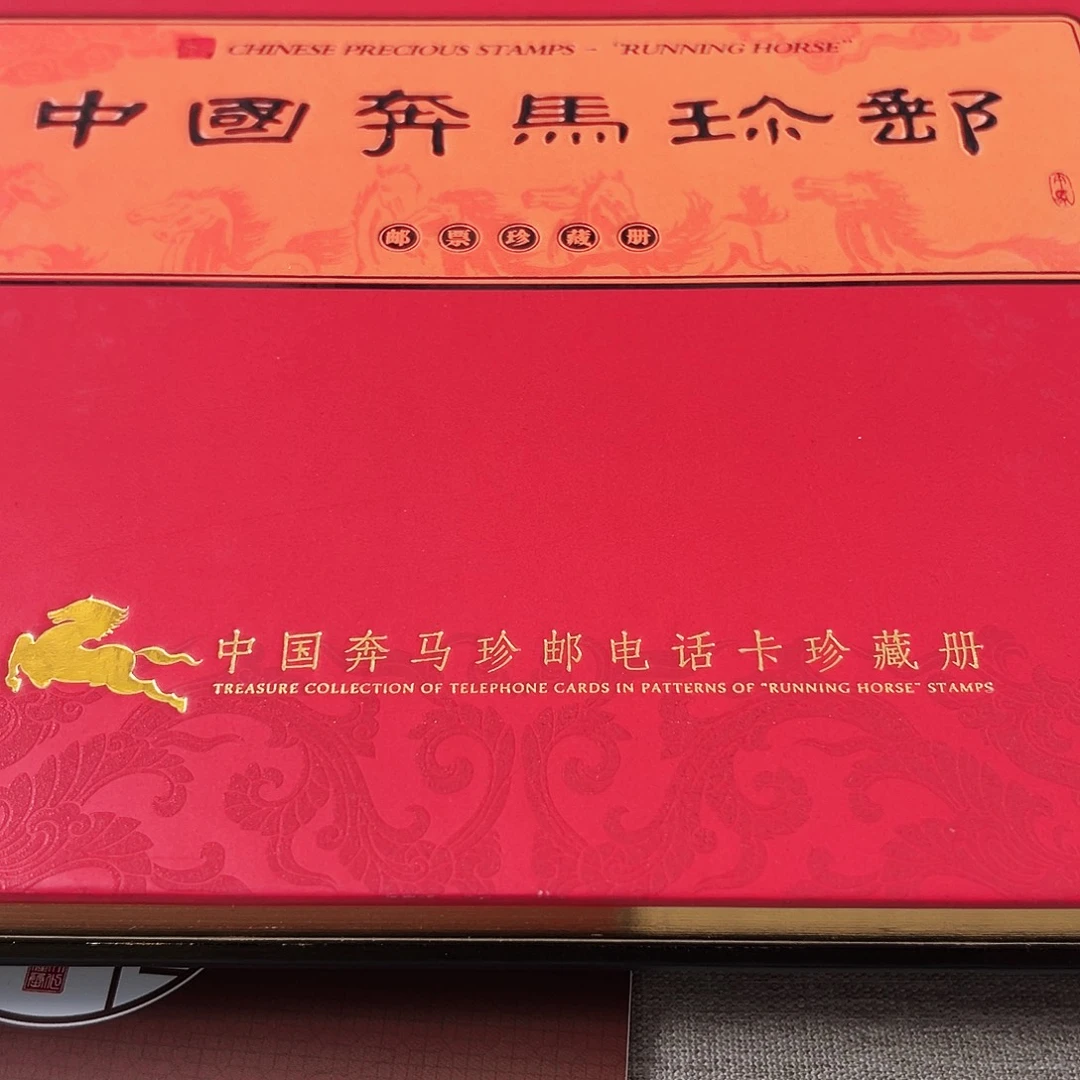 CHINESE PRECIOUS STAMPS - "RUNNING HORSE"
中國奔馬珍郵
邮票珍藏册
中国奔马珍邮电话卡珍藏册
TREASURE COLLECTION OF TELEPHONE CARDS IN PATTERNS OF "RUNNING HORSE" STAMPS